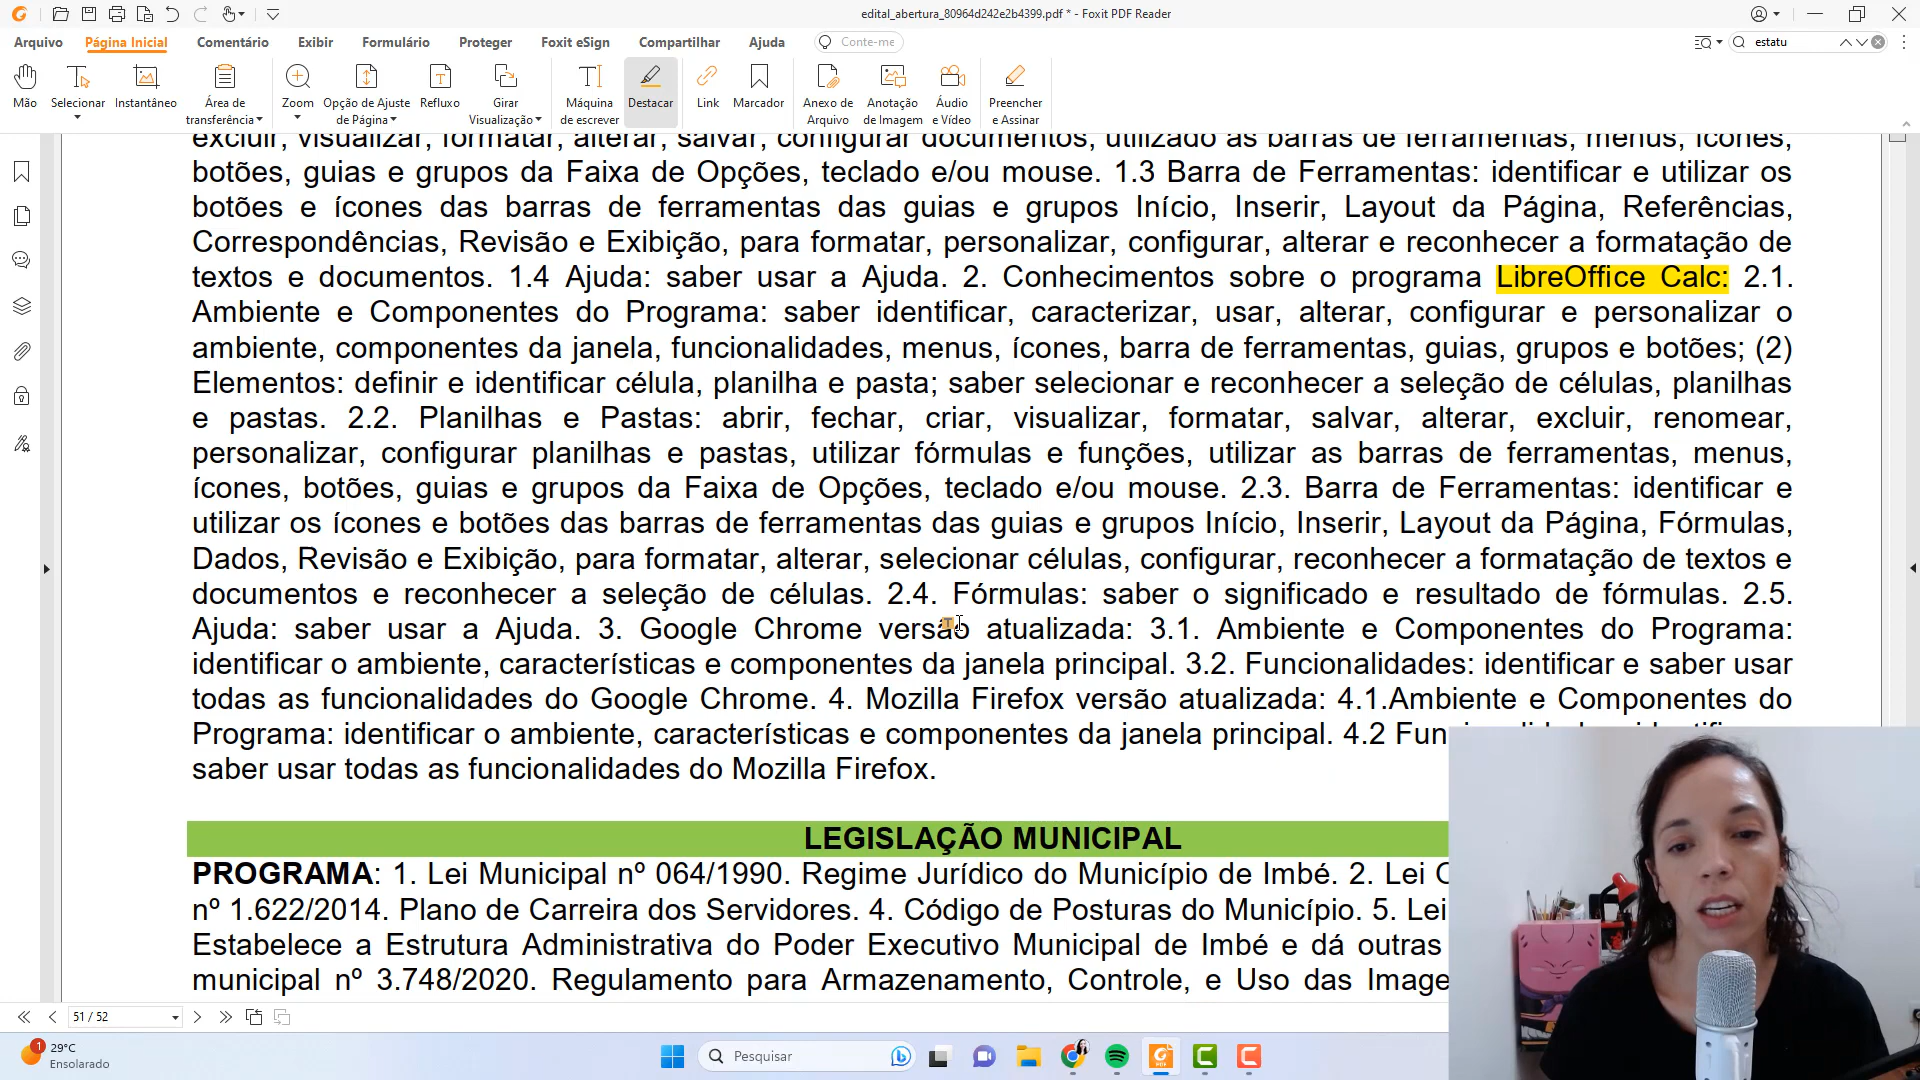 edital_abertura_80964d242e2b4399.pdf * - Foxit PDF Reader
Arquivo Página Inicial Comentário Exibir Formulário Proteger Foxit eSign Compartilhar Ajuda Conte-me estatu
Mão Selecionar Instantâneo Área de transferência Zoom Opção de Ajuste de Página Refluxo Girar Visualização Máquina de escrever Destacar Link Marcador Anexo de Arquivo Anotação de Imagem Áudio e Vídeo Preencher e Assinar
excluir, visualizar, formatar, alterar, salvar, configurar documentos, utilizado as barras de ferramentas, menus, ícones,
botões, guias e grupos da Faixa de Opções, teclado e/ou mouse. 1.3 Barra de Ferramentas: identificar e utilizar os
botões e ícones das barras de ferramentas das guias e grupos Início, Inserir, Layout da Página, Referências,
Correspondências, Revisão e Exibição, para formatar, personalizar, configurar, alterar e reconhecer a formatação de
textos e documentos. 1.4 Ajuda: saber usar a Ajuda. 2. Conhecimentos sobre o programa LibreOffice Calc: 2.1.
Ambiente e Componentes do Programa: saber identificar, caracterizar, usar, alterar, configurar e personalizar o
ambiente, componentes da janela, funcionalidades, menus, ícones, barra de ferramentas, guias, grupos e botões; (2)
Elementos: definir e identificar célula, planilha e pasta; saber selecionar e reconhecer a seleção de células, planilhas
e pastas. 2.2. Planilhas e Pastas: abrir, fechar, criar, visualizar, formatar, salvar, alterar, excluir, renomear,
personalizar, configurar planilhas e pastas, utilizar fórmulas e funções, utilizar as barras de ferramentas, menus,
ícones, botões, guias e grupos da Faixa de Opções, teclado e/ou mouse. 2.3. Barra de Ferramentas: identificar e
utilizar os ícones e botões das barras de ferramentas das guias e grupos Início, Inserir, Layout da Página, Fórmulas,
Dados, Revisão e Exibição, para formatar, alterar, selecionar células, configurar, reconhecer a formatação de textos e
documentos e reconhecer a seleção de células. 2.4. Fórmulas: saber o significado e resultado de fórmulas. 2.5.
Ajuda: saber usar a Ajuda. 3. Google Chrome versão atualizada: 3.1. Ambiente e Componentes do Programa:
identificar o ambiente, características e componentes da janela principal. 3.2. Funcionalidades: identificar e saber usar
todas as funcionalidades do Google Chrome. 4. Mozilla Firefox versão atualizada: 4.1.Ambiente e Componentes do
Programa: identificar o ambiente, características e componentes da janela principal. 4.2
saber usar todas as funcionalidades do Mozilla Firefox.
LEGISLAÇÃO MUNICIPAL
PROGRAMA: 1. Lei Municipal nº 064/1990. Regime Jurídico do Município de Imbé. 2. Lei
nº 1.622/2014. Plano de Carreira dos Servidores. 4. Código de Posturas do Município. 5. Lei
Estabelece a Estrutura Administrativa do Poder Executivo Municipal de Imbé e dá outras
municipal nº 3.748/2020. Regulamento para Armazenamento, Controle, e Uso das
51 / 52
1 29°C
Ensolarado
Pesquisar